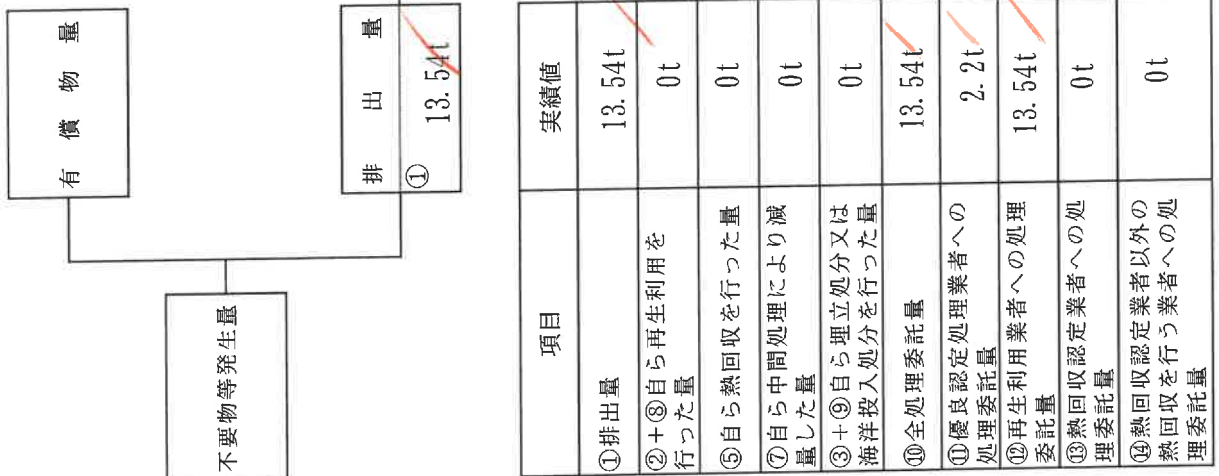 有償物量
不要物等発生量
排出量
①
13.54t
項目
実績値
①排出量
13.54t
②+⑧自ら再生利用を
行った量
0t
⑤自ら熱回収を行った量
0t
⑦自ら中間処理により減
量した量
0t
③+⑨自ら埋立処分又は
海洋投入処分を行った量
0t
⑩全処理委託量
13.54t
⑪優良認定処理業者への
処理委託量
2.2t
⑫再生利用業者への処理
委託量
13.54t
⑬熱回収認定業者への処
理委託量
0t
⑭熱回収認定業者以外の
熱回収を行う業者への処
理委託量
0t